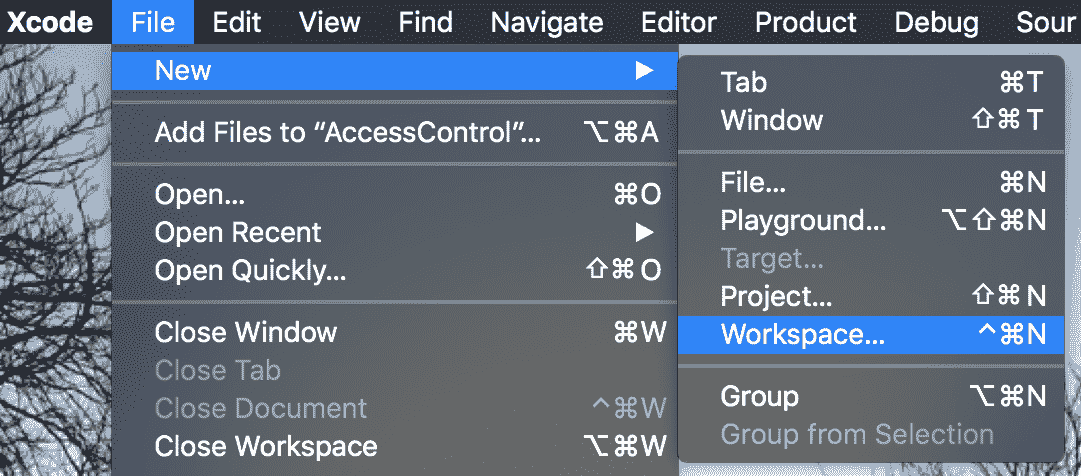 Xcode File Edit View Find Navigate Editor Product Debug Sour
New ▶
Add Files to “AccessControl”... ⌥⌘A
Open... ⌘O
Open Recent ▶
Open Quickly... ⇧⌘O
Close Window ⌘W
Close Tab
Close Document ^⌘W
Close Workspace ⌥⌘W
Tab ⌘T
Window ⇧⌘T
File... ⌘N
Playground... ⌥⇧⌘N
Target...
Project... ⇧⌘N
Workspace... ^⌘N
Group ⌥⌘N
Group from Selection